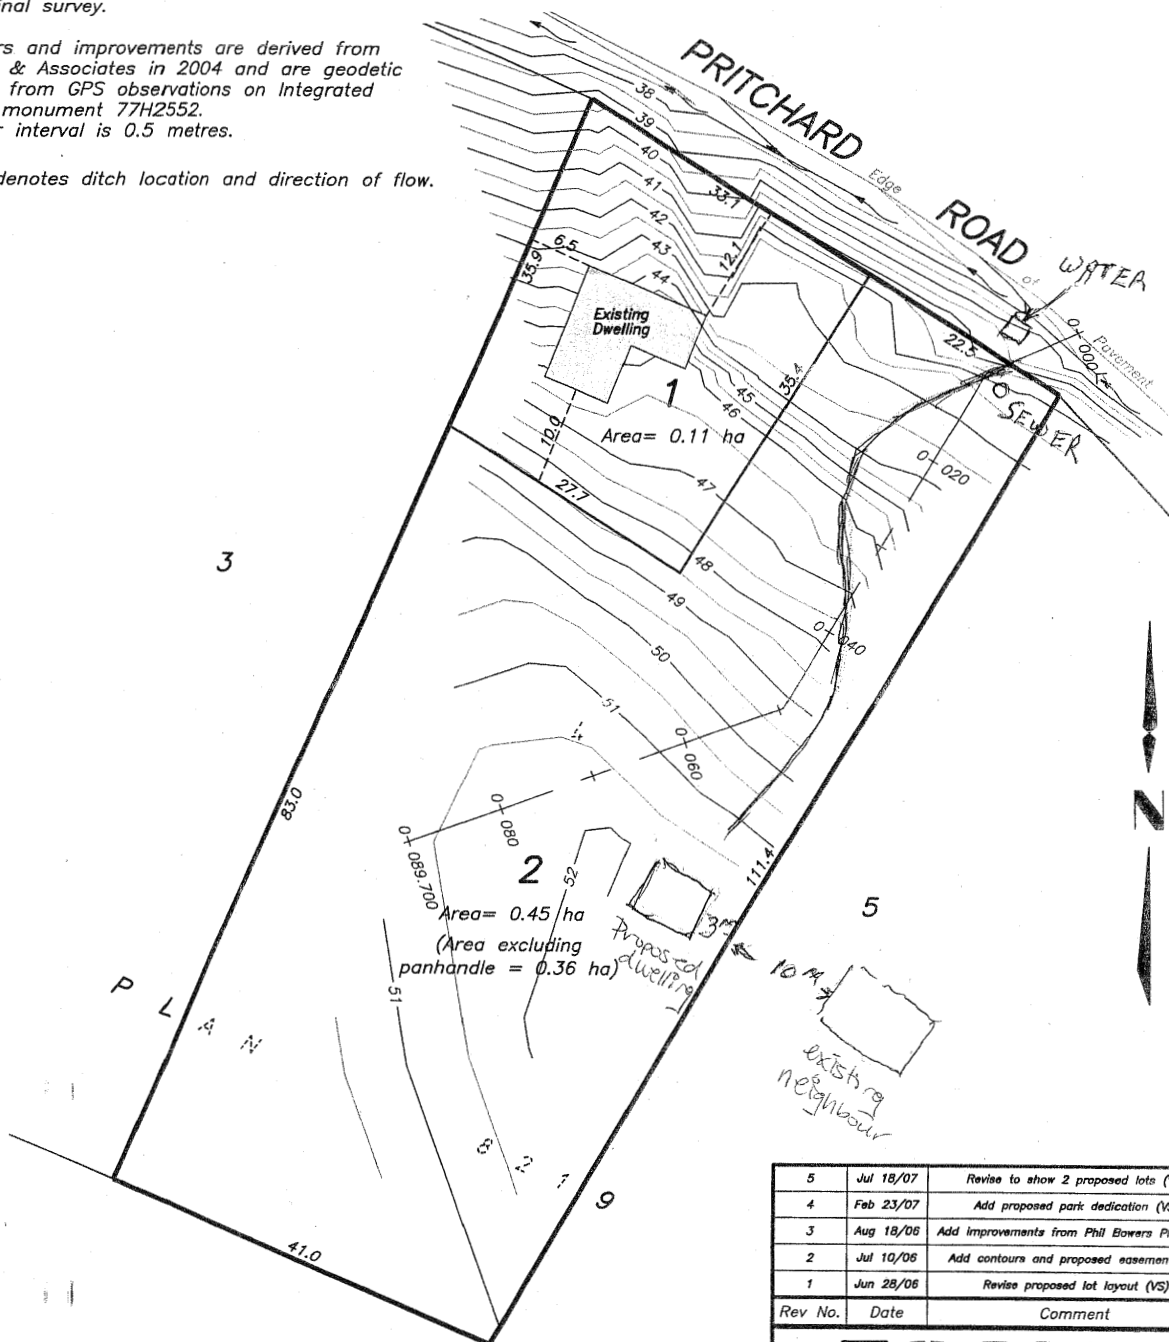 nal survey.
rs and improvements are derived from
& Associates in 2004 and are geodetic
from GPS observations on Integrated
monument 77H2552.
r interval is 0.5 metres.
denotes ditch location and direction of flow.
PRITCHARD ROAD
Edge of Pavement
WATER
SEWER
38
39
40
41
42
43
44
45
46
47
48
49
50
51
52
51
33.1
22.5
12.1
6.5
35.9
35.4
10.0
27.7
83.0
111.4
41.0
Existing
Dwelling
1
Area= 0.11 ha
0+000
0+020
0+040
0+060
0+080
0+089.700
3
4
2
Area= 0.45 ha
(Area excluding
panhandle = 0.36 ha)
Proposed
dwelling
3m
10 m
5
existing
neighbour
PLAN
8219
N
5 Jul 18/07 Revise to show 2 proposed lots (
4 Feb 23/07 Add proposed park dedication (V
3 Aug 18/06 Add improvements from Phil Bowers P
2 Jul 10/06 Add contours and proposed easemen
1 Jun 28/06 Revise proposed lot layout (VS)
Rev No. Date Comment